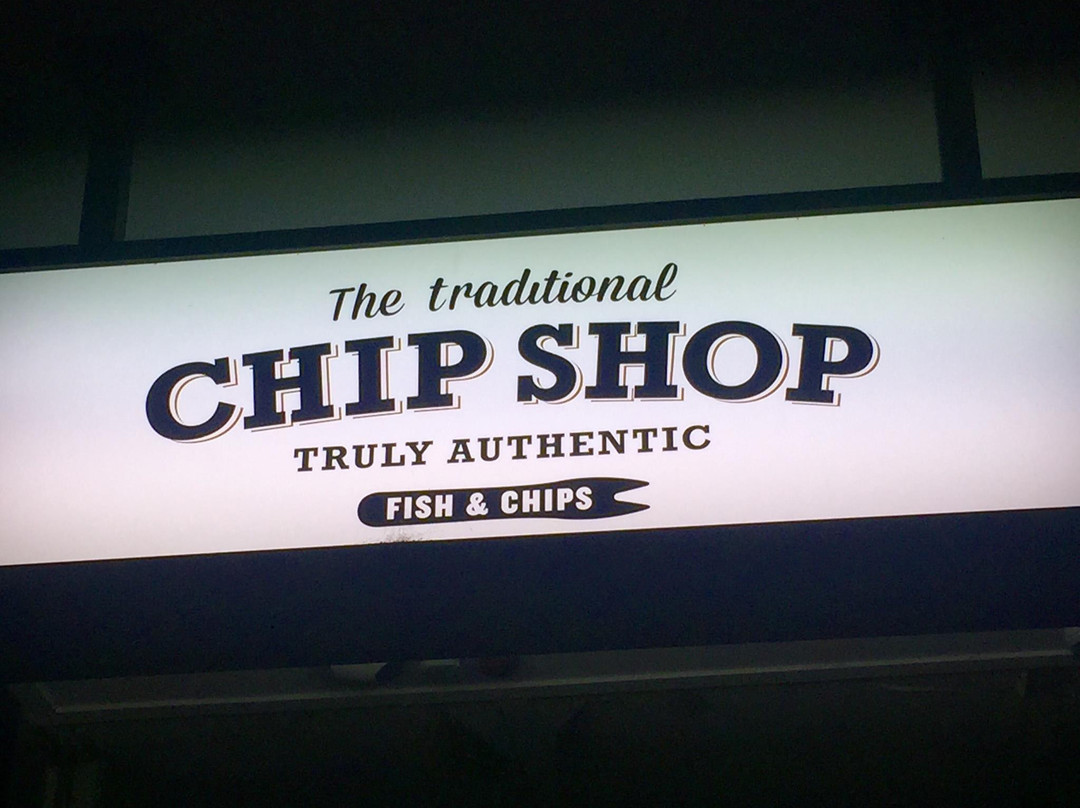 The traditional
CHIP SHOP
TRULY AUTHENTIC
FISH & CHIPS